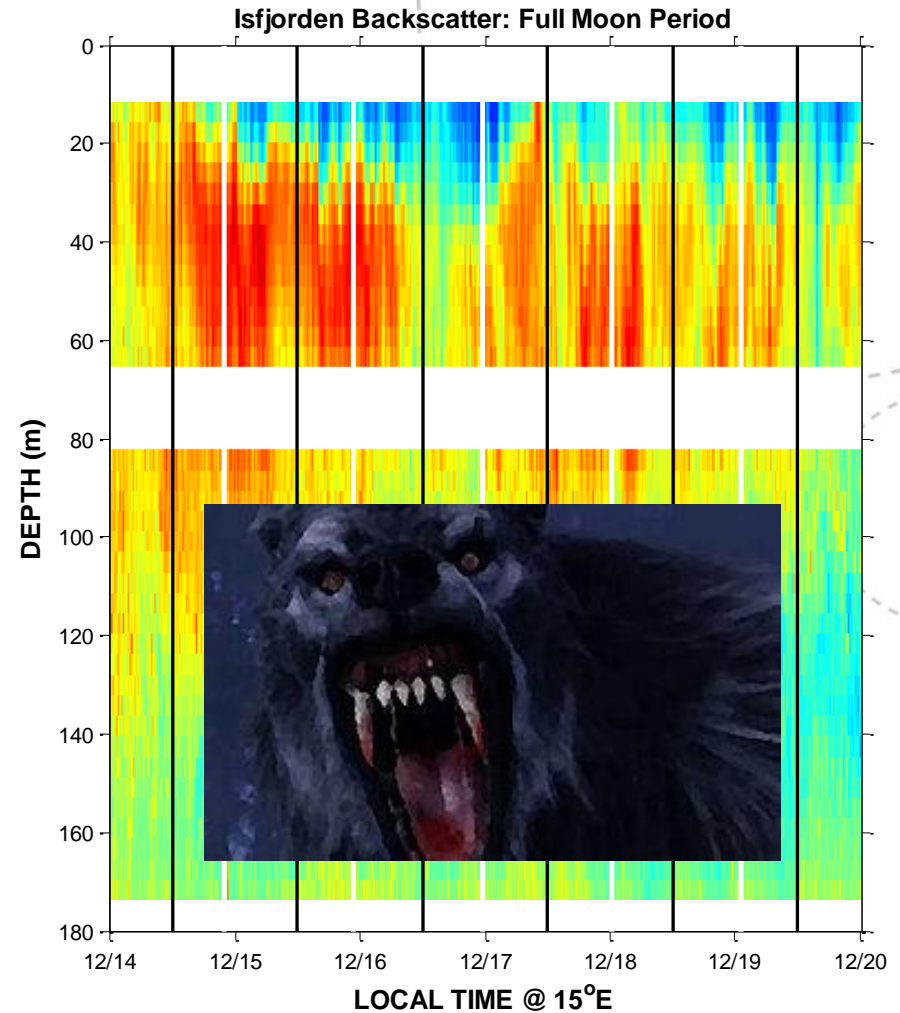 Isfjorden Backscatter: Full Moon Period
0
20
40
60
80
100
120
140
160
180
DEPTH (m)
12/14 12/15 12/16 12/17 12/18 12/19 12/20
LOCAL TIME @ 15°E